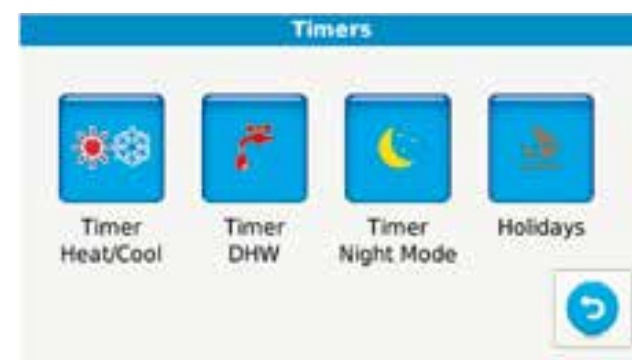 Timers
Timer
Heat/Cool
Timer
DHW
Timer
Night Mode
Holidays